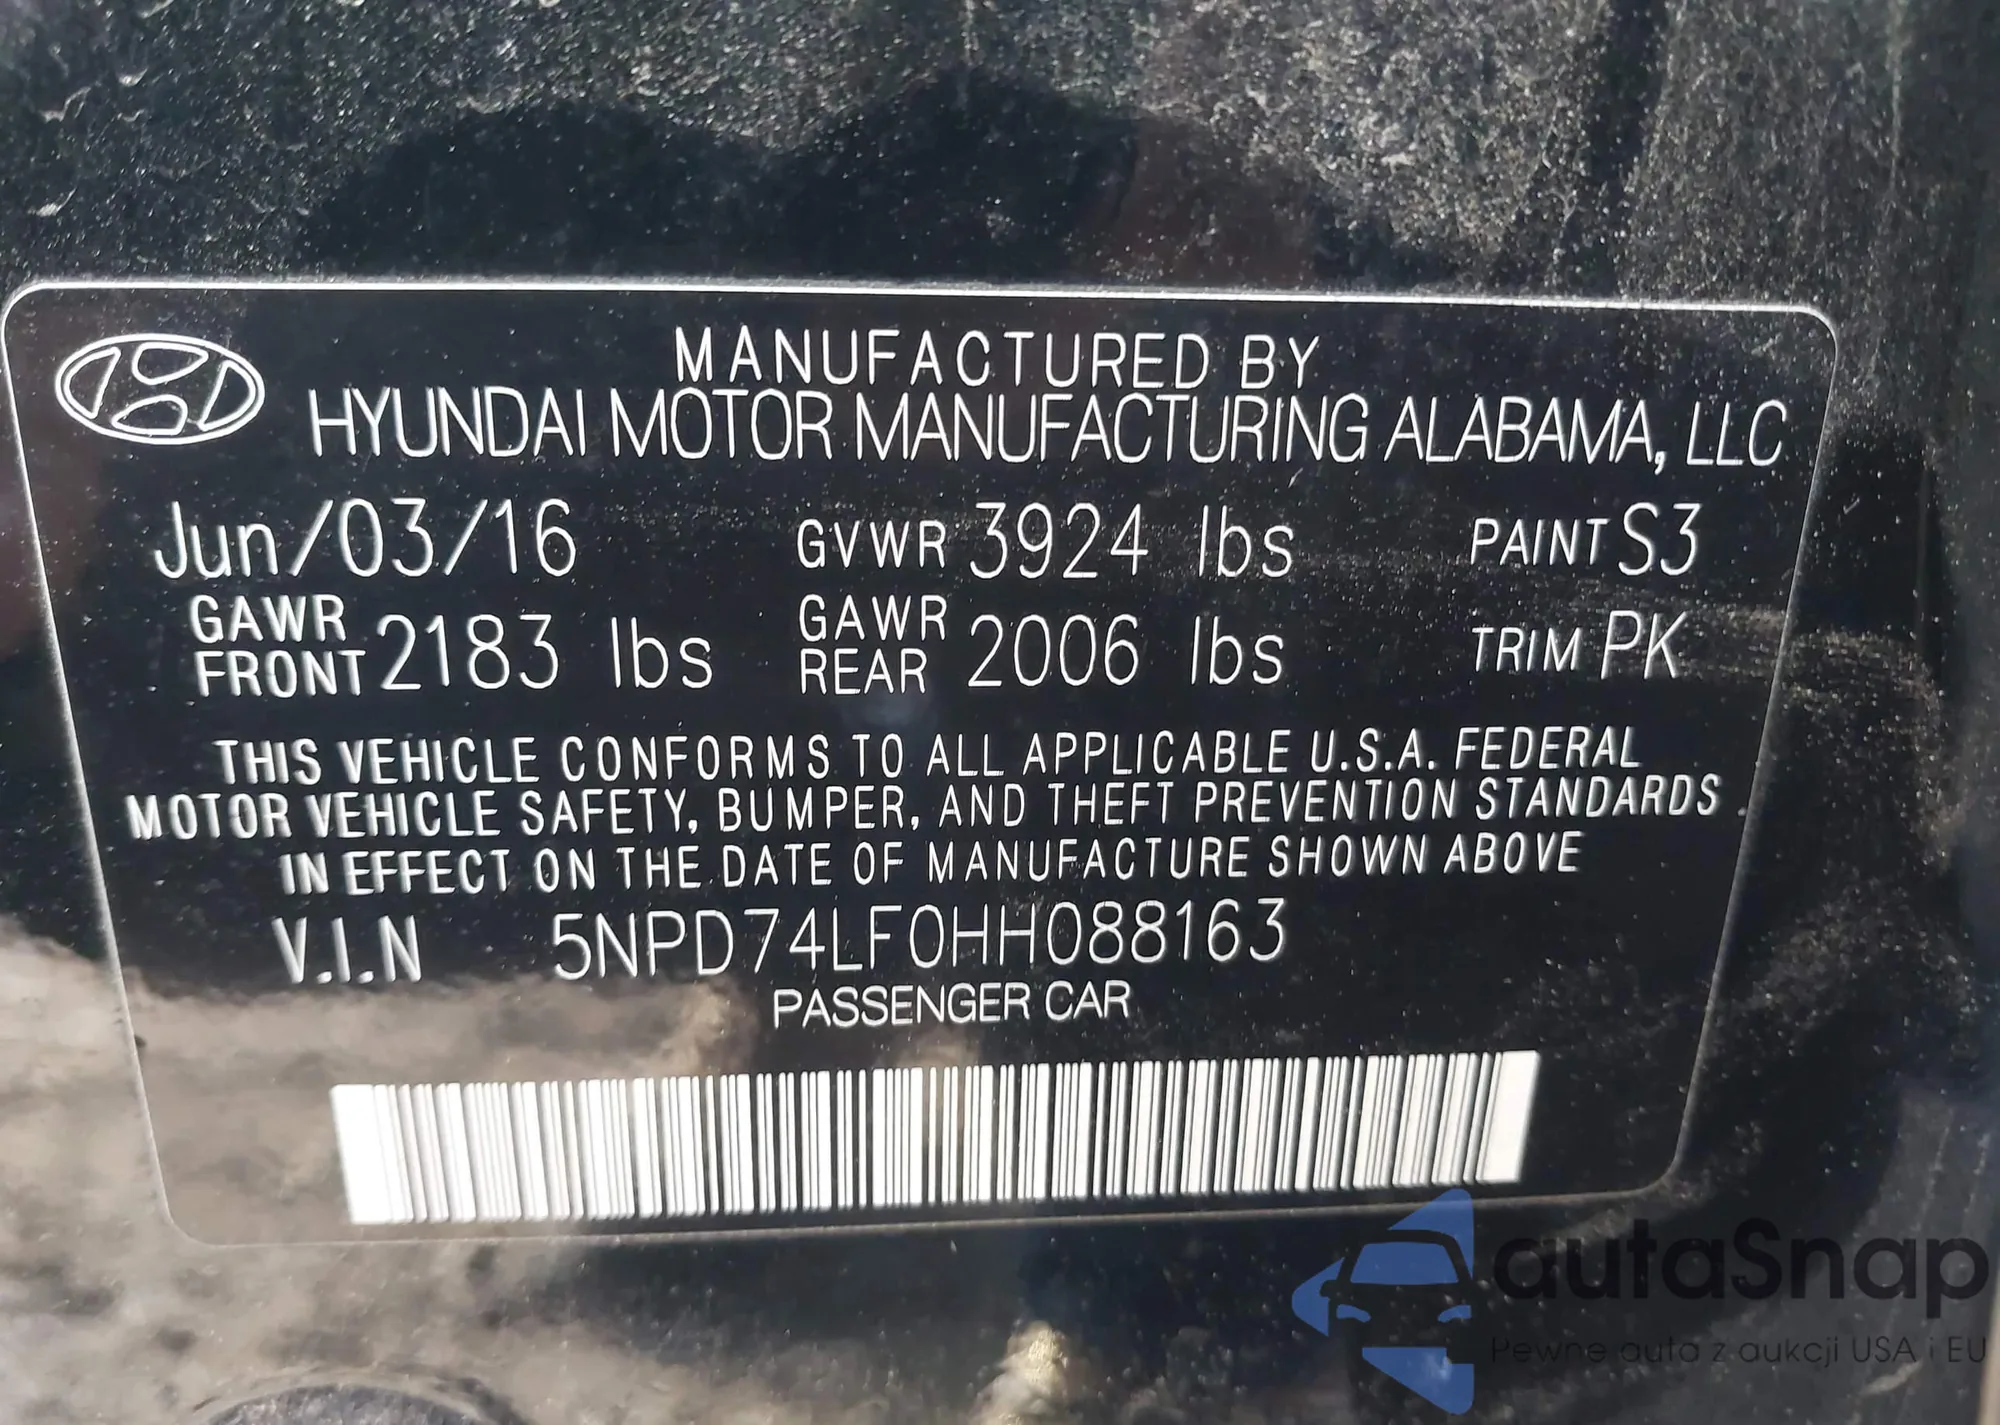 MANUFACTURED BY
HYUNDAI MOTOR MANUFACTURING ALABAMA, LLC
Jun/03/16 GVWR 3924 lbs PAINT S3
GAWR FRONT 2183 lbs GAWR REAR 2006 lbs TRIM PK
THIS VEHICLE CONFORMS TO ALL APPLICABLE U.S.A. FEDERAL
MOTOR VEHICLE SAFETY, BUMPER, AND THEFT PREVENTION STANDARDS
IN EFFECT ON THE DATE OF MANUFACTURE SHOWN ABOVE
V.I.N 5NPD74LF0HH088163
PASSENGER CAR
autaSnap
Pewne auta z aukcji USA i EU